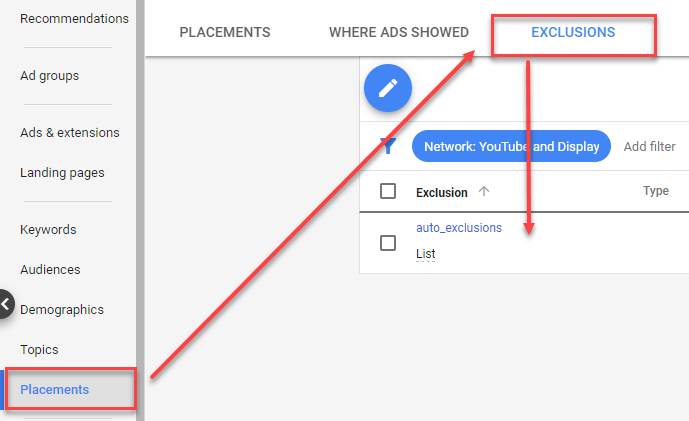 Recommendations
PLACEMENTS WHERE ADS SHOWED EXCLUSIONS
Ad groups
Ads & extensions
Network: YouTube and Display Add filter
Landing pages
Exclusion Type
Keywords
auto_exclusions
List
Audiences
Demographics
Topics
Placements